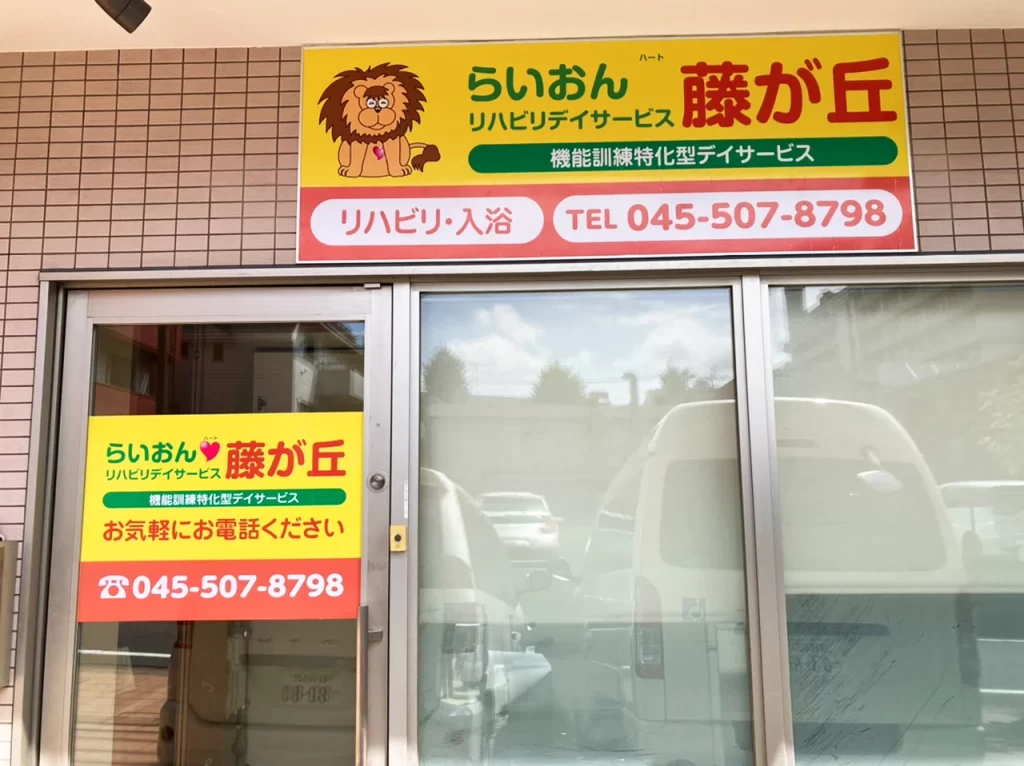 ハート
らいおん
リハビリデイサービス
藤が丘
機能訓練特化型デイサービス
リハビリ・入浴
TEL 045-507-8798
ハート
らいおん
リハビリデイサービス
藤が丘
機能訓練特化型デイサービス
お気軽にお電話ください
☎045-507-8798